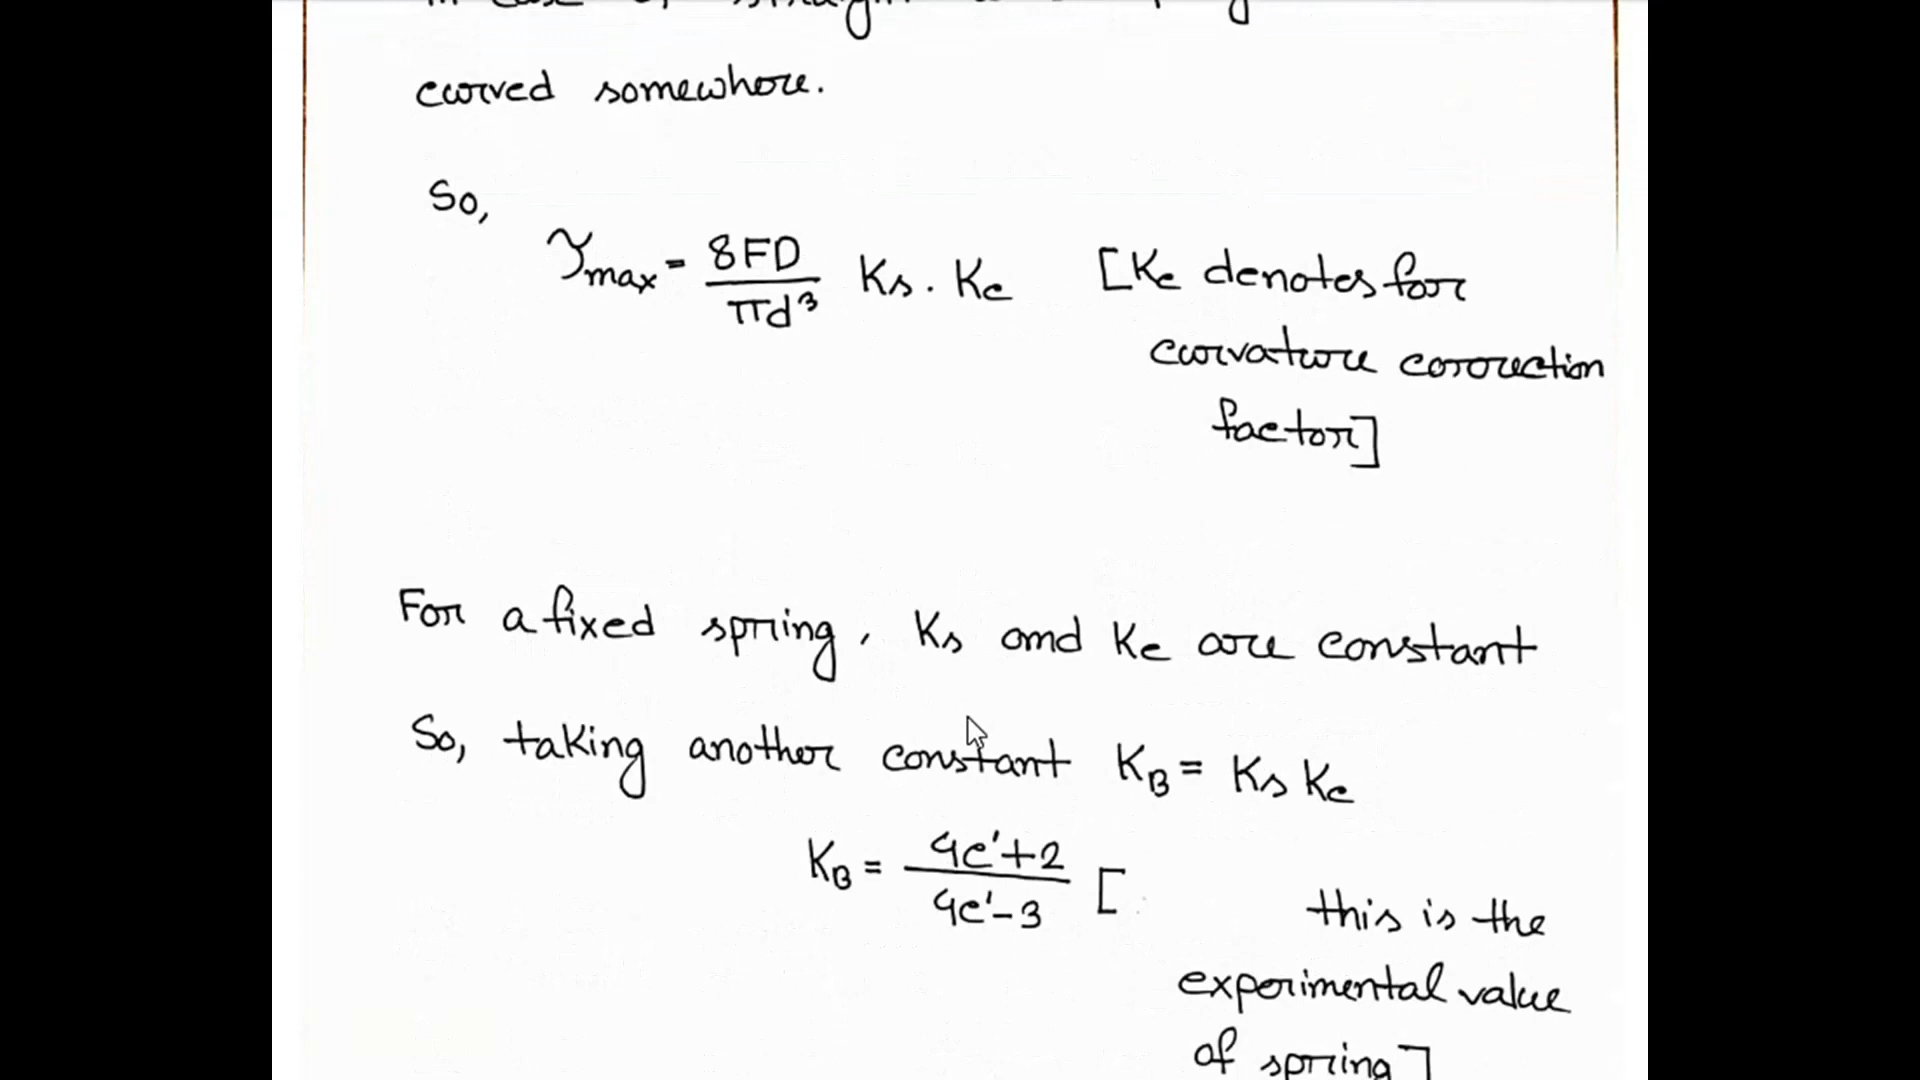 curved somewhere.
So,
τmax = 8FD/πd³ Ks . Kc [Kc denotes for
curvature correction
factor]
For a fixed spring, Ks and Kc are constant
So, taking another constant KB = Ks Kc
KB = 4c'+2/4c'-3 [
this is the
experimental value
of spring]